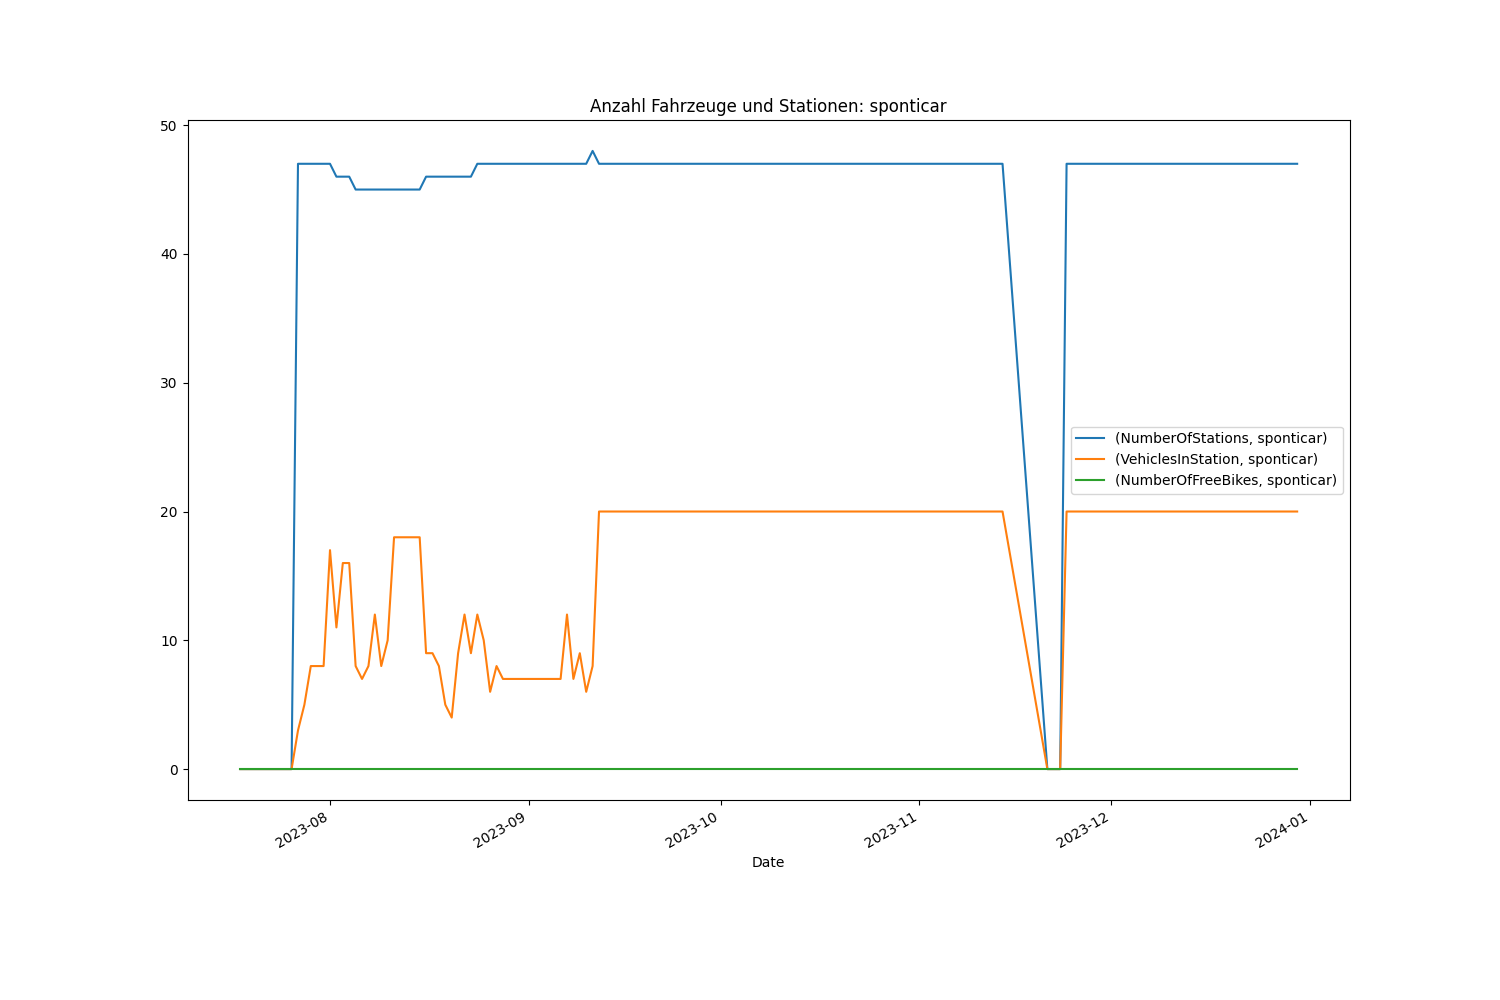 Anzahl Fahrzeuge und Stationen: sponticar
50
40
30
20
10
0
(NumberOfStations, sponticar)
(VehiclesInStation, sponticar)
(NumberOfFreeBikes, sponticar)
2023-08
2023-09
2023-10
2023-11
2023-12
2024-01
Date